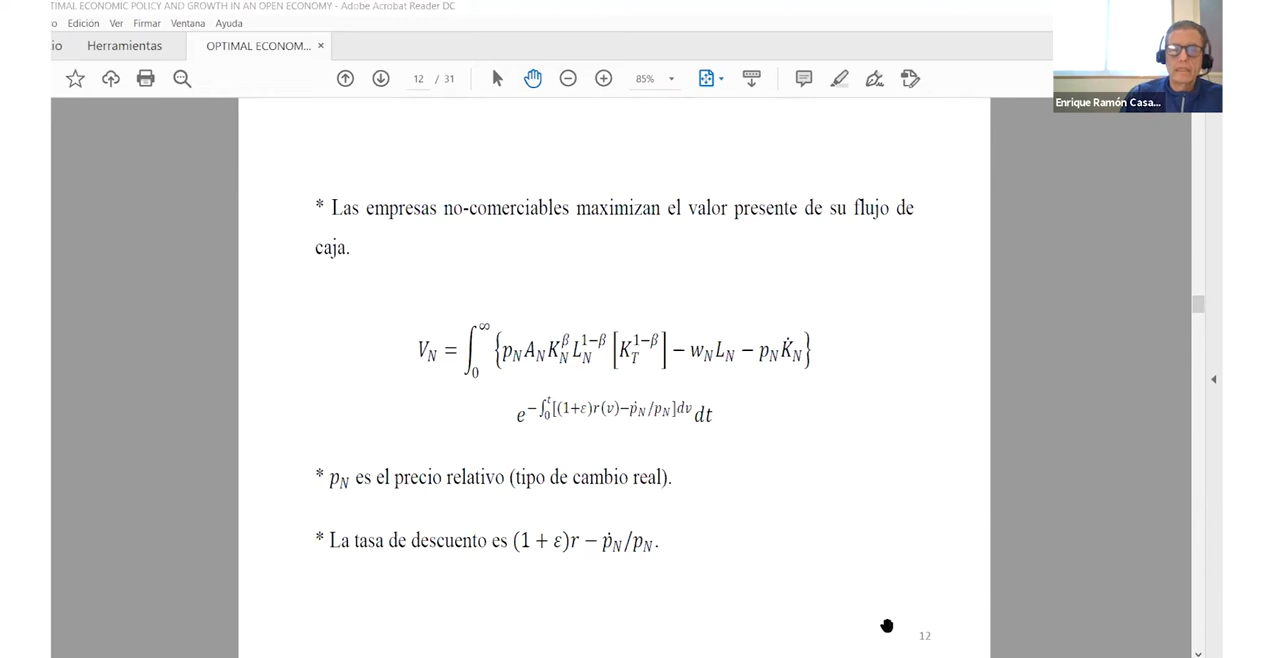 TIMAL ECONOMIC POLICY AND GROWTH IN AN OPEN ECONOMY - Adobe Acrobat Reader DC
o Edición Ver Firmar Ventana Ayuda
io Herramientas OPTIMAL ECONOM... ×
12 / 31 85%
Enrique Ramón Casa...
* Las empresas no-comerciables maximizan el valor presente de su flujo de
caja.
V_N = ∫_0^∞ {p_N A_N K_N^β L_N^{1−β} [K_T^{1−β}] − w_N L_N − p_N K̇_N}
e^{−∫_0^t[(1+ε)r(v)−ṗ_N/p_N]dv} dt
* p_N es el precio relativo (tipo de cambio real).
* La tasa de descuento es (1 + ε)r − ṗ_N/p_N.
12